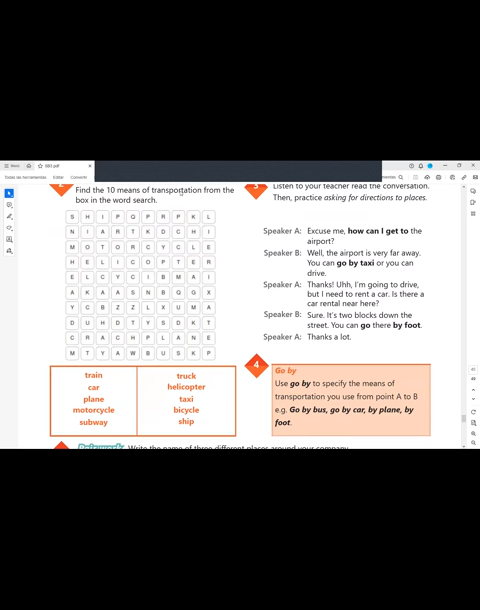 Menú
SB3.pdf
Todas las herramientas
Editar
Convertir
Find the 10 means of transportation from the
box in the word search.
S H I P Q P R P K L
N I A R T K D C H I
M O T O R C Y C L E
H E L I C O P T E R
E L C Y C I B M A I
A K A A S N B Q G X
Y C B Z Z L X U M A
D U H D T Y S D K T
C R A C H P L A N E
M T Y A W B U S K P
train
car
plane
motorcycle
subway
truck
helicopter
taxi
bicycle
ship
3
Listen to your teacher read the conversation.
Then, practice asking for directions to places.
Speaker A: Excuse me, how can I get to the
airport?
Speaker B: Well, the airport is very far away.
You can go by taxi or you can
drive.
Speaker A: Thanks! Uhh, I'm going to drive,
but I need to rent a car. Is there a
car rental near here?
Speaker B: Sure. It's two blocks down the
street. You can go there by foot.
Speaker A: Thanks a lot.
4
Go by
Use go by to specify the means of
transportation you use from point A to B
e.g. Go by bus, go by car, by plane, by
foot.
Write the name of three different places around your company